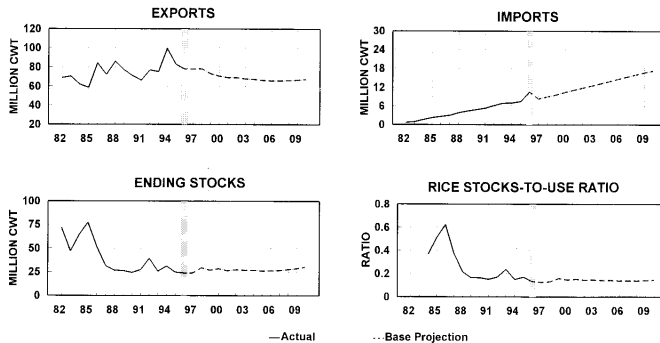 EXPORTS
MILLION CWT
120
100
80
60
40
20
82 85 88 91 94 97 00 03 06 09
IMPORTS
MILLION CWT
30
24
18
12
6
0
82 85 88 91 94 97 00 03 06 09
ENDING STOCKS
MILLION CWT
100
75
50
25
0
82 85 88 91 94 97 00 03 06 09
RICE STOCKS-TO-USE RATIO
RATIO
0.8
0.6
0.4
0.2
0
82 85 88 91 94 97 00 03 06 09
—Actual
---Base Projection